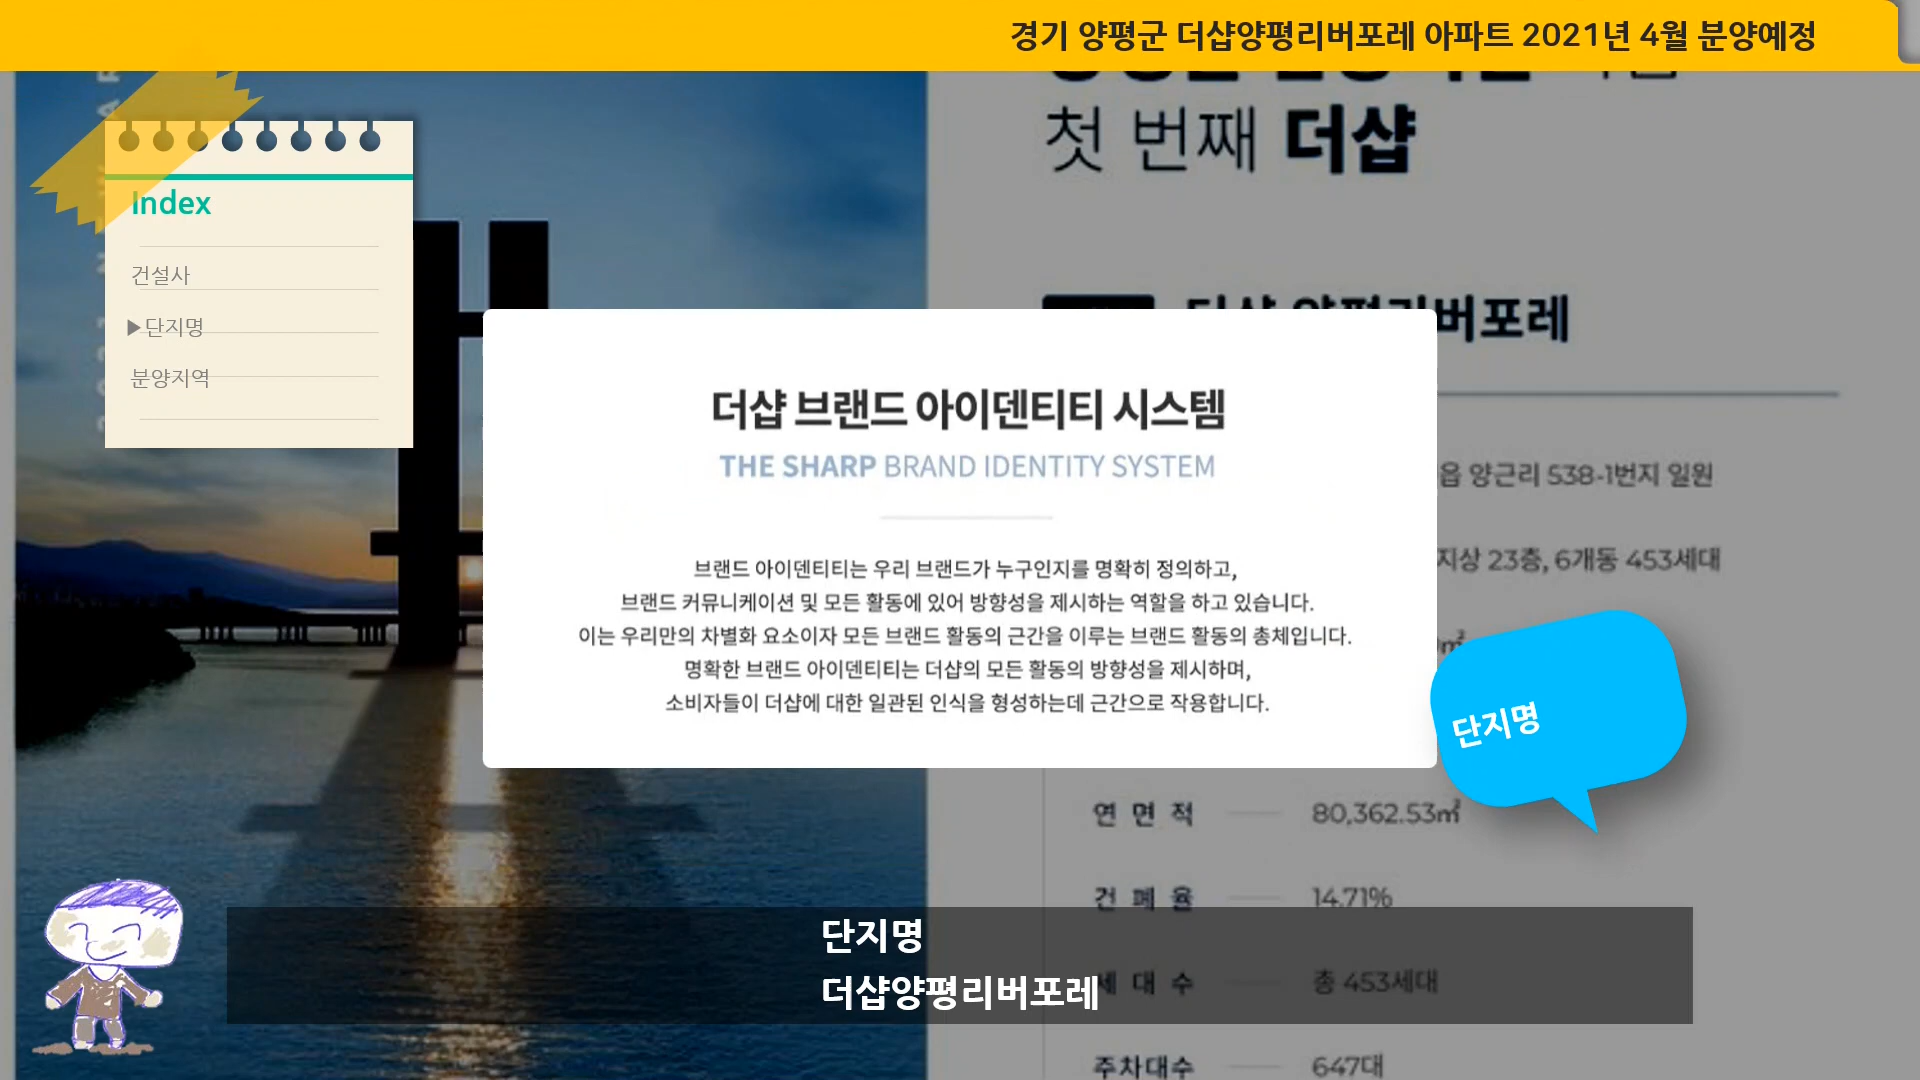 경기 양평군 더샵양평리버포레 아파트 2021년 4월 분양예정
첫 번째 더샵
Index
건설사
▶단지명
분양지역
더샵 양평리버포레
더샵 브랜드 아이덴티티 시스템
THE SHARP BRAND IDENTITY SYSTEM
읍 양근리 538-1번지 일원
브랜드 아이덴티티는 우리 브랜드가 누구인지를 명확히 정의하고,
지상 23층, 6개동 453세대
브랜드 커뮤니케이션 및 모든 활동에 있어 방향성을 제시하는 역할을 하고 있습니다.
이는 우리만의 차별화 요소이자 모든 브랜드 활동의 근간을 이루는 브랜드 활동의 총체입니다.
명확한 브랜드 아이덴티티는 더샵의 모든 활동의 방향성을 제시하며,
소비자들이 더샵에 대한 일관된 인식을 형성하는데 근간으로 작용합니다.
단지명
연 면 적 80,362.53㎡
건 폐 율 14.71%
단지명
더샵양평리버포레
세 대 수 총 453세대
주차대수 647대